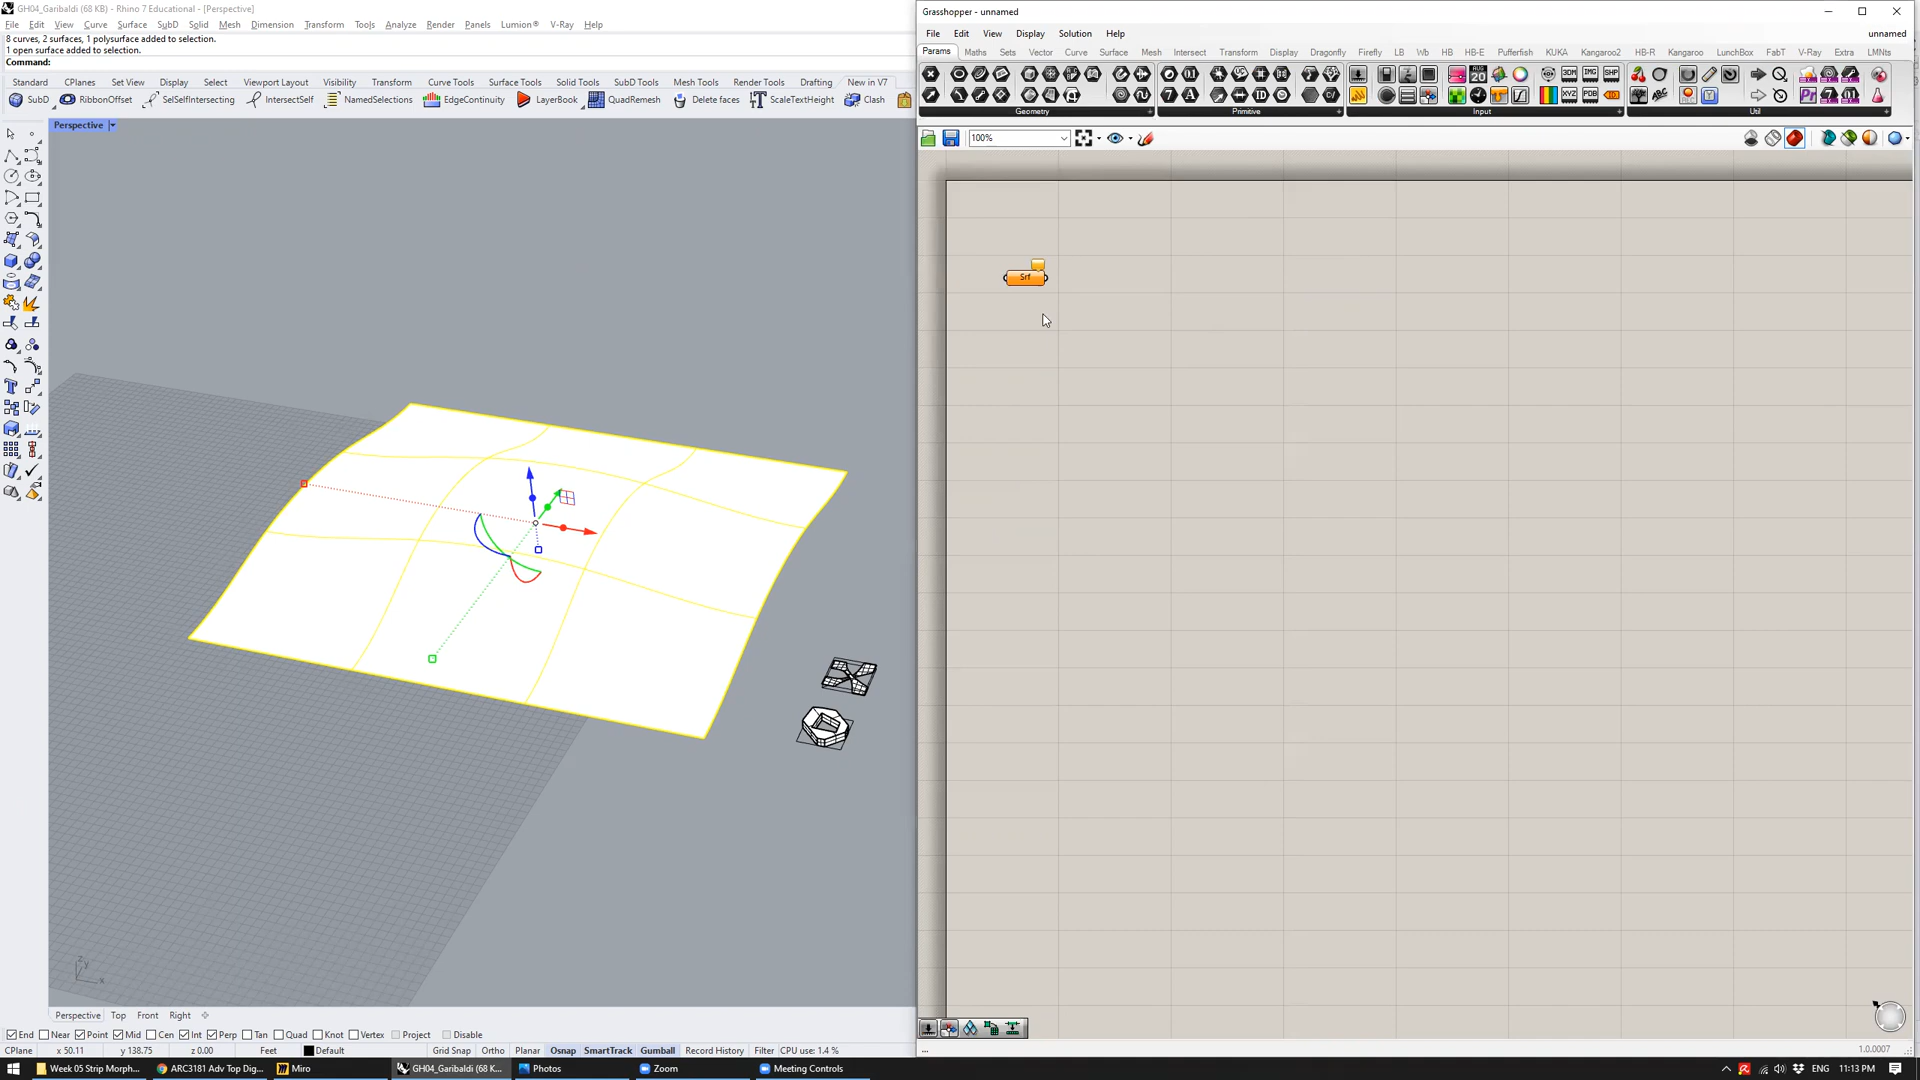 GH04_Garibaldi (68 KB) - Rhino 7 Educational - [Perspective]
File Edit View Curve Surface SubD Solid Mesh Dimension Transform Tools Analyze Render Panels Lumion® V-Ray Help
8 curves, 2 surfaces, 1 polysurface added to selection.
1 open surface added to selection.
Command:
Standard CPlanes Set View Display Select Viewport Layout Visibility Transform Curve Tools Surface Tools Solid Tools SubD Tools Mesh Tools Render Tools Drafting New in V7
SubD RibbonOffset SelSelfIntersecting IntersectSelf NamedSelections EdgeContinuity LayerBook QuadRemesh Delete faces ScaleTextHeight Clash
Perspective
z y
x
Perspective Top Front Right
End Near Point Mid Cen Int Perp Tan Quad Knot Vertex Project Disable
CPlane x 50.11 y 138.75 z 0.00 Feet Default Grid Snap Ortho Planar Osnap SmartTrack Gumball Record History Filter CPU use: 1.4 %
Grasshopper - unnamed
File Edit View Display Solution Help unnamed
Params Maths Sets Vector Curve Surface Mesh Intersect Transform Display Dragonfly Firefly LB Wb HB HB-E Pufferfish KUKA Kangaroo2 HB-R Kangaroo LunchBox FabT V-Ray Extra LMNts
Geometry Primitive Input Util
100%
Srf
... 1.0.0007
Week 05 Strip Morph... ARC3181 Adv Top Dig... Miro GH04_Garibaldi (68 K... Photos Zoom Meeting Controls ENG 11:13 PM